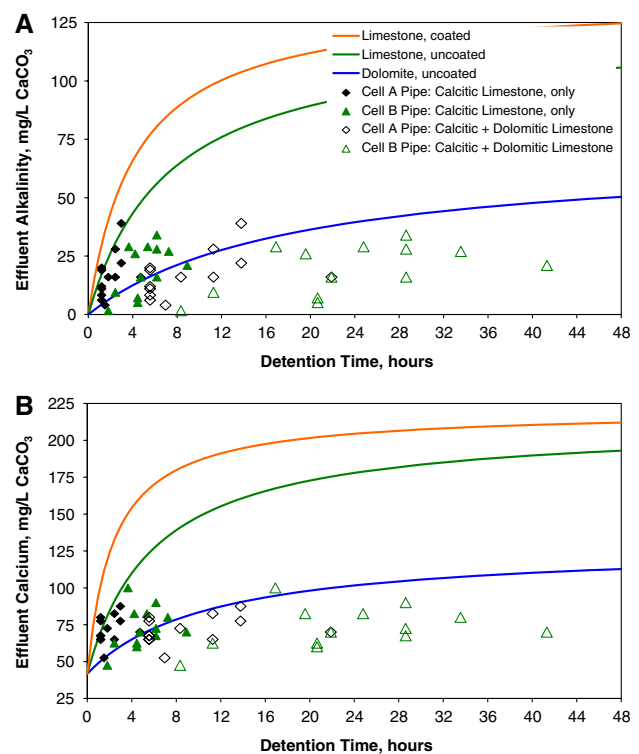 A
Effluent Alkalinity, mg/L CaCO3
125
100
75
50
25
0
Limestone, coated
Limestone, uncoated
Dolomite, uncoated
Cell A Pipe: Calcitic Limestone, only
Cell B Pipe: Calcitic Limestone, only
Cell A Pipe: Calcitic + Dolomitic Limestone
Cell B Pipe: Calcitic + Dolomitic Limestone
0 4 8 12 16 20 24 28 32 36 40 44 48
Detention Time, hours
B
Effluent Calcium, mg/L CaCO3
225
200
175
150
125
100
75
50
25
0 4 8 12 16 20 24 28 32 36 40 44 48
Detention Time, hours